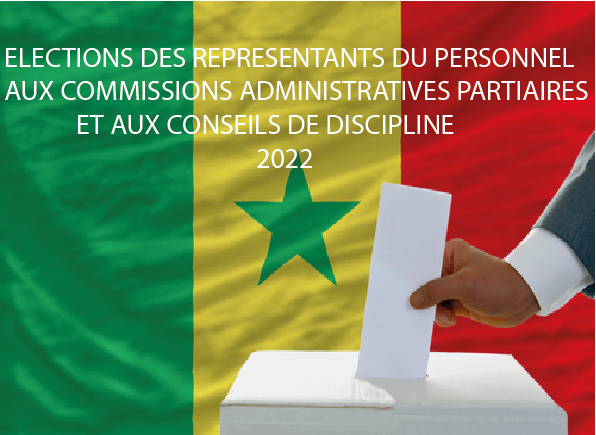 ELECTIONS DES REPRESENTANTS DU PERSONNEL
AUX COMMISSIONS ADMINISTRATIVES PARTIAIRES
ET AUX CONSEILS DE DISCIPLINE
2022